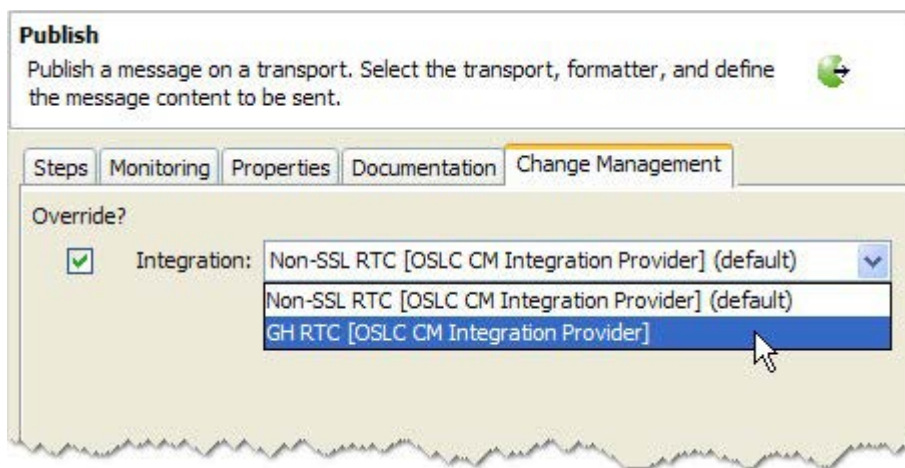 Publish
Publish a message on a transport. Select the transport, formatter, and define
the message content to be sent.
Steps Monitoring Properties Documentation Change Management
Override?
Integration: Non-SSL RTC [OSLC CM Integration Provider] (default)
Non-SSL RTC [OSLC CM Integration Provider] (default)
GH RTC [OSLC CM Integration Provider]